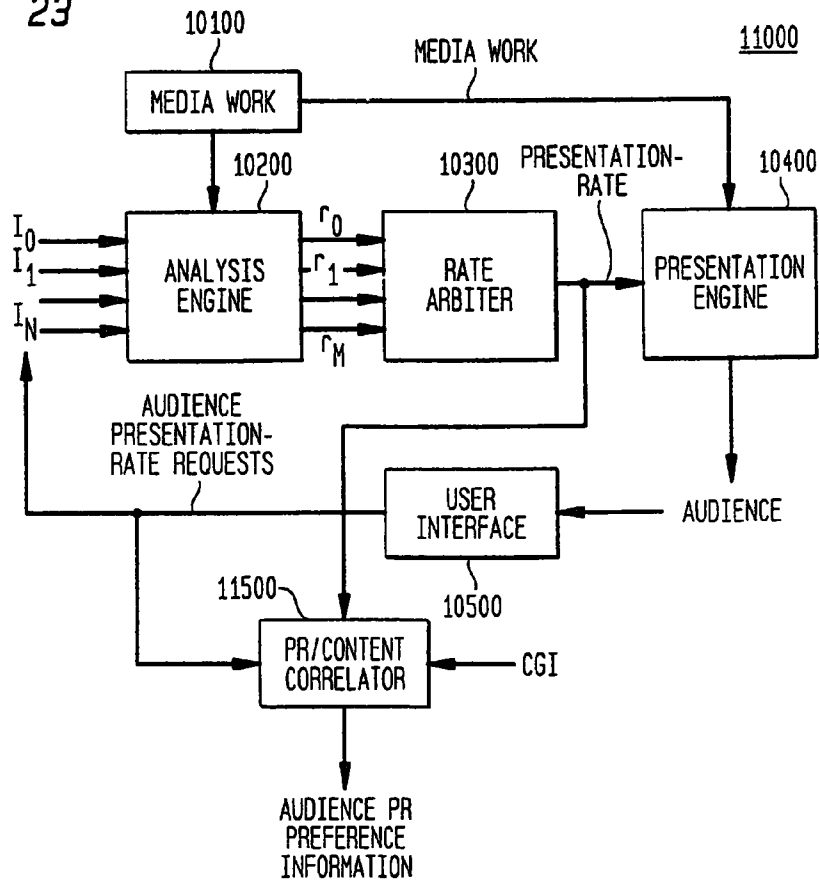 23
10100
11000
MEDIA WORK
MEDIA WORK
10200
10300
PRESENTATION-
RATE
10400
I0
I1
IN
ANALYSIS
ENGINE
r0
r1
rM
RATE
ARBITER
PRESENTATION
ENGINE
AUDIENCE
PRESENTATION-
RATE REQUESTS
USER
INTERFACE
AUDIENCE
11500
10500
PR/CONTENT
CORRELATOR
CGI
AUDIENCE PR
PREFERENCE
INFORMATION